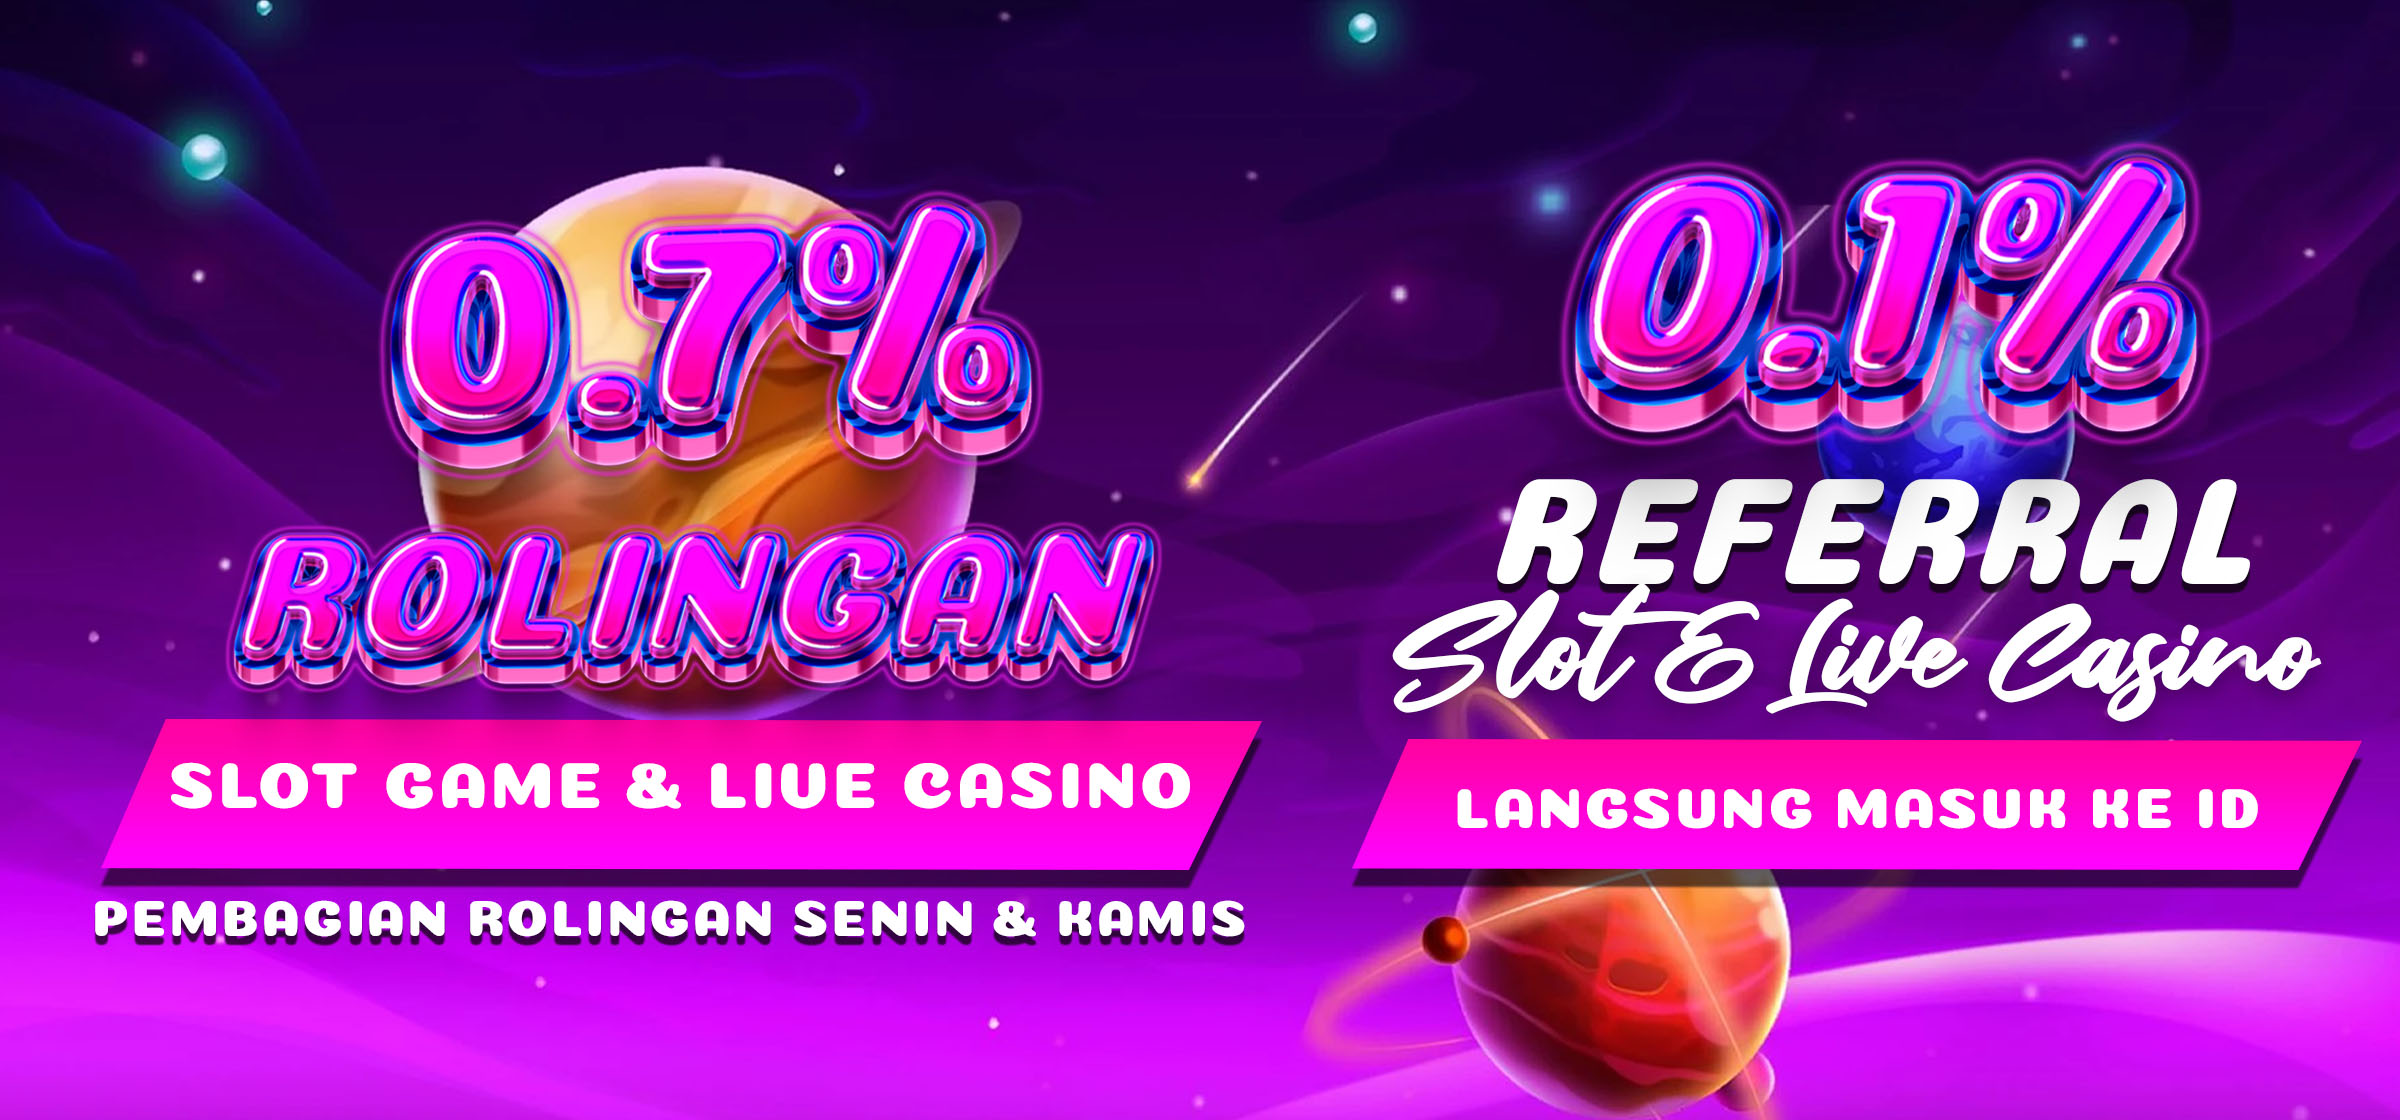 0.7%
ROLINGAN
SLOT GAME & LIVE CASINO
PEMBAGIAN ROLINGAN SENIN & KAMIS
0.1%
REFERRAL
Slot & Live Casino
LANGSUNG MASUK KE ID